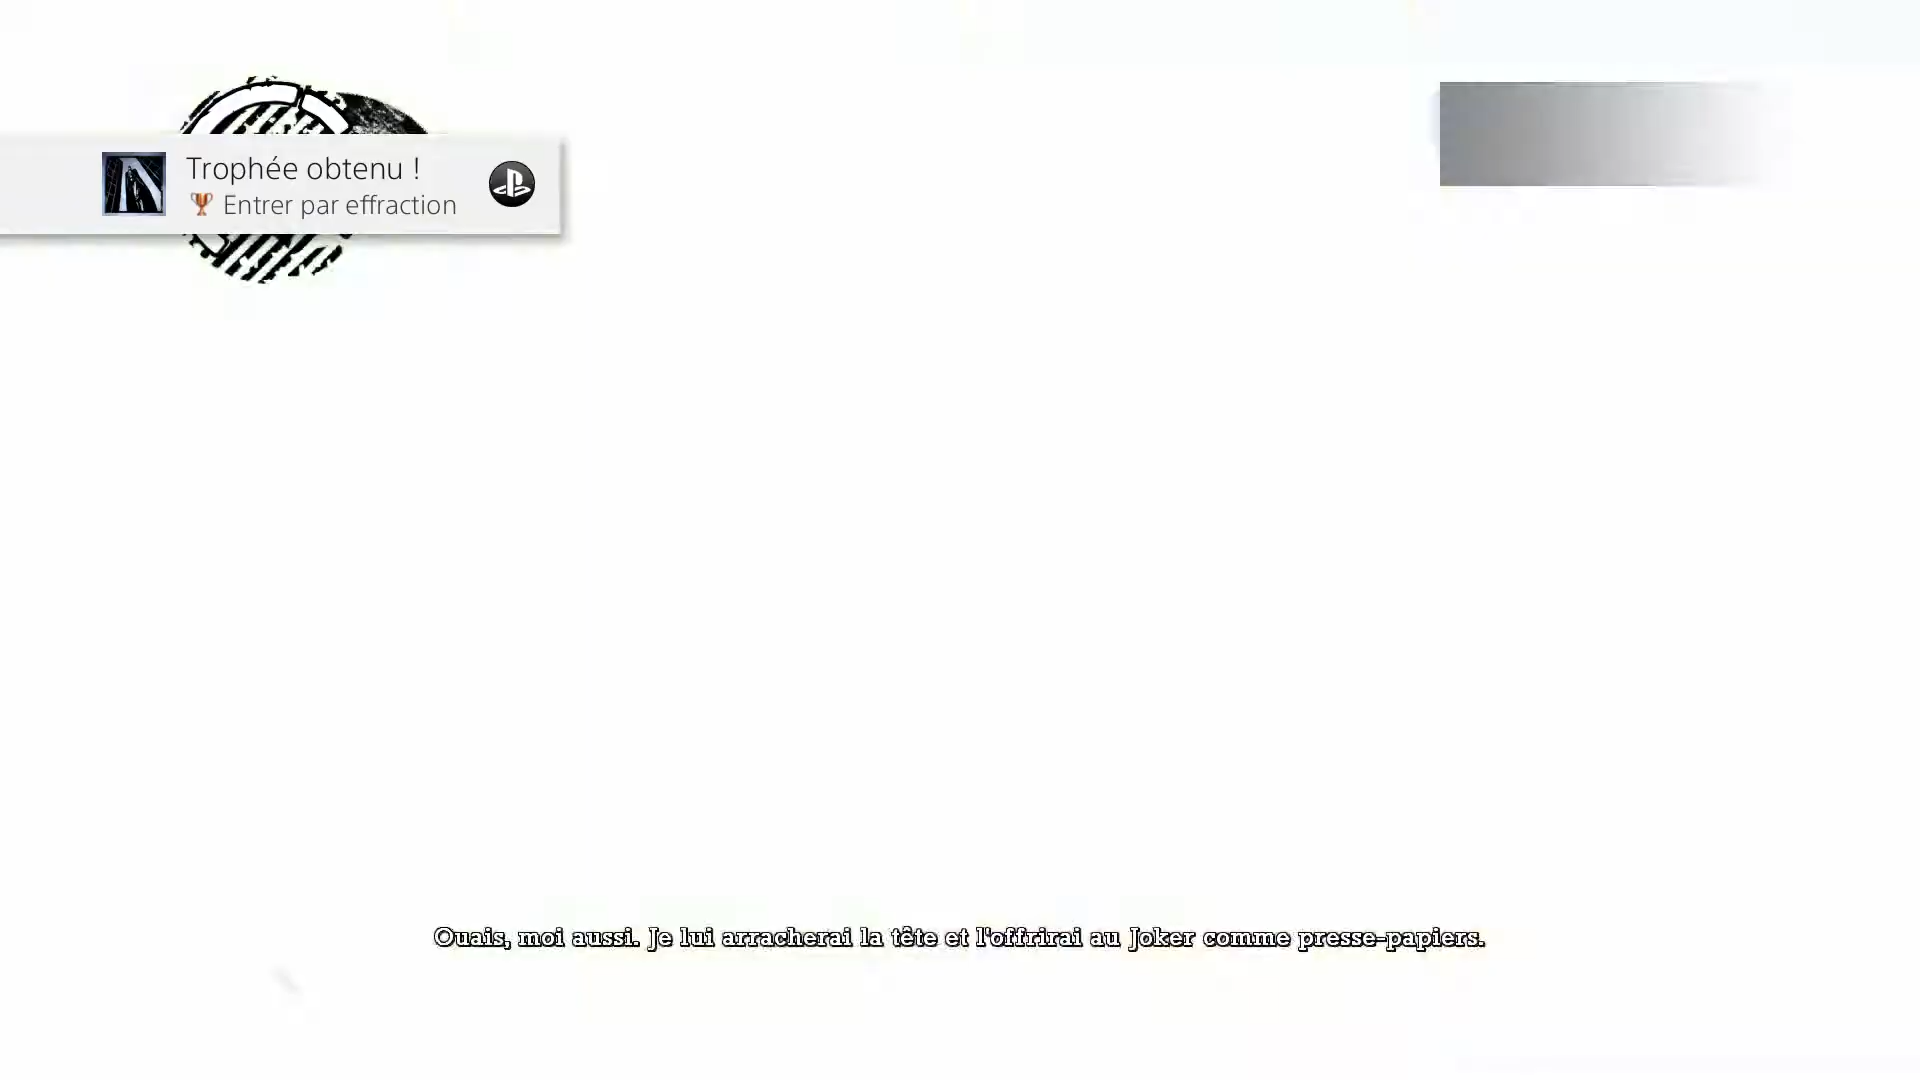 Trophée obtenu !
Entrer par effraction
Ouais, moi aussi. Je lui arracherai la tête et l'offrirai au Joker comme presse-papiers.